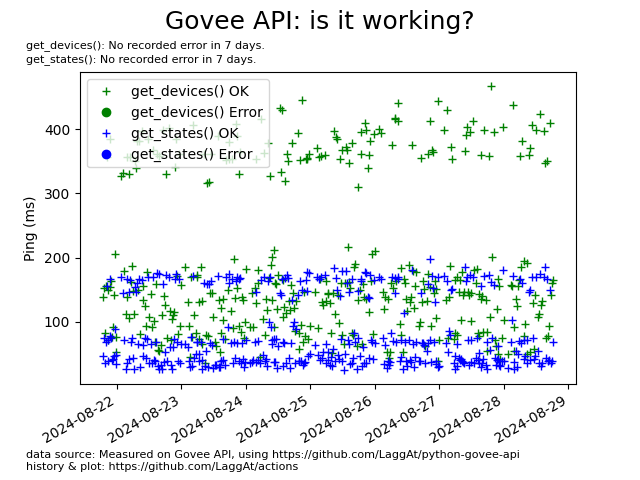 Govee API: is it working?
get_devices(): No recorded error in 7 days.
get_states(): No recorded error in 7 days.
get_devices() OK
get_devices() Error
get_states() OK
get_states() Error
Ping (ms)
400
300
200
100
2024-08-22
2024-08-23
2024-08-24
2024-08-25
2024-08-26
2024-08-27
2024-08-28
2024-08-29
data source: Measured on Govee API, using https://github.com/LaggAt/python-govee-api
history & plot: https://github.com/LaggAt/actions